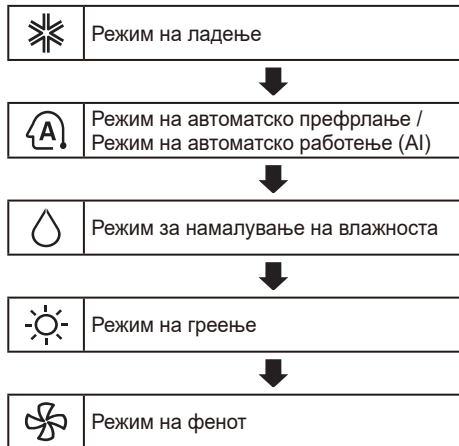 Режим на ладење
A
Режим на автоматско префрлање /
Режим на автоматско работење (AI)
Режим за намалување на влажноста
Режим на греење
Режим на фенот